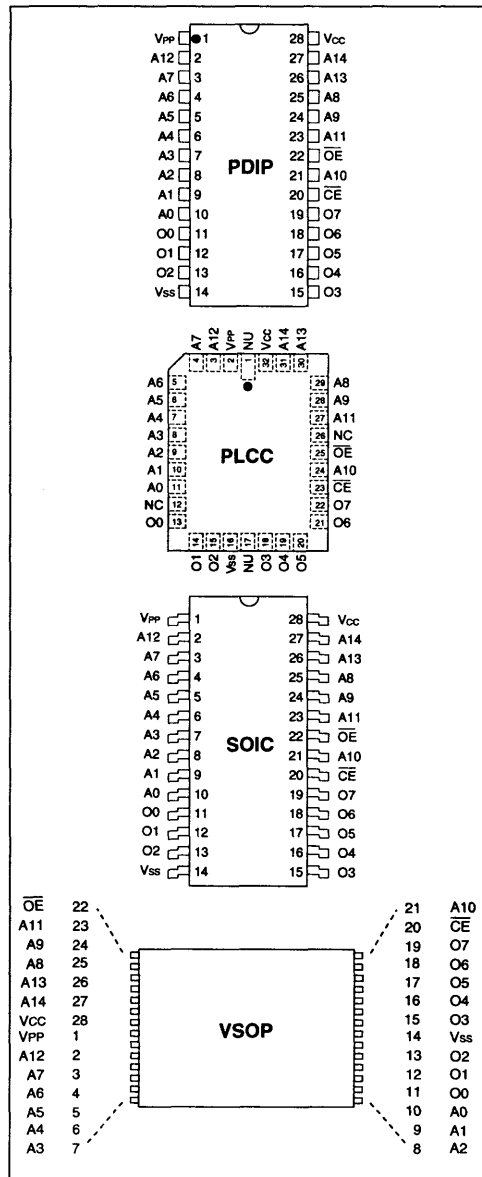 VPP 1 28 VCC
A12 2 27 A14
A7 3 26 A13
A6 4 25 A8
A5 5 24 A9
A4 6 23 A11
A3 7 22 OE
PDIP
A2 8 21 A10
A1 9 20 CE
A0 10 19 O7
O0 11 18 O6
O1 12 17 O5
O2 13 16 O4
VSS 14 15 O3
A7 A12 VPP NU VCC A14 A13
4 3 2 1 32 31 30
A6 5 29 A8
A5 6 28 A9
A4 7 27 A11
A3 8 26 NC
PLCC
A2 9 25 OE
A1 10 24 A10
A0 11 23 CE
NC 12 22 O7
O0 13 21 O6
14 15 16 17 18 19 20
O1 O2 VSS NU O3 O4 O5
VPP 1 28 VCC
A12 2 27 A14
A7 3 26 A13
A6 4 25 A8
A5 5 24 A9
A4 6 23 A11
A3 7 22 OE
SOIC
A2 8 21 A10
A1 9 20 CE
A0 10 19 O7
O0 11 18 O6
O1 12 17 O5
O2 13 16 O4
VSS 14 15 O3
OE 22 21 A10
A11 23 20 CE
A9 24 19 O7
A8 25 18 O6
A13 26 17 O5
A14 27 16 O4
VCC 28 15 O3
VSOP
VPP 1 14 VSS
A12 2 13 O2
A7 3 12 O1
A6 4 11 O0
A5 5 10 A0
A4 6 9 A1
A3 7 8 A2